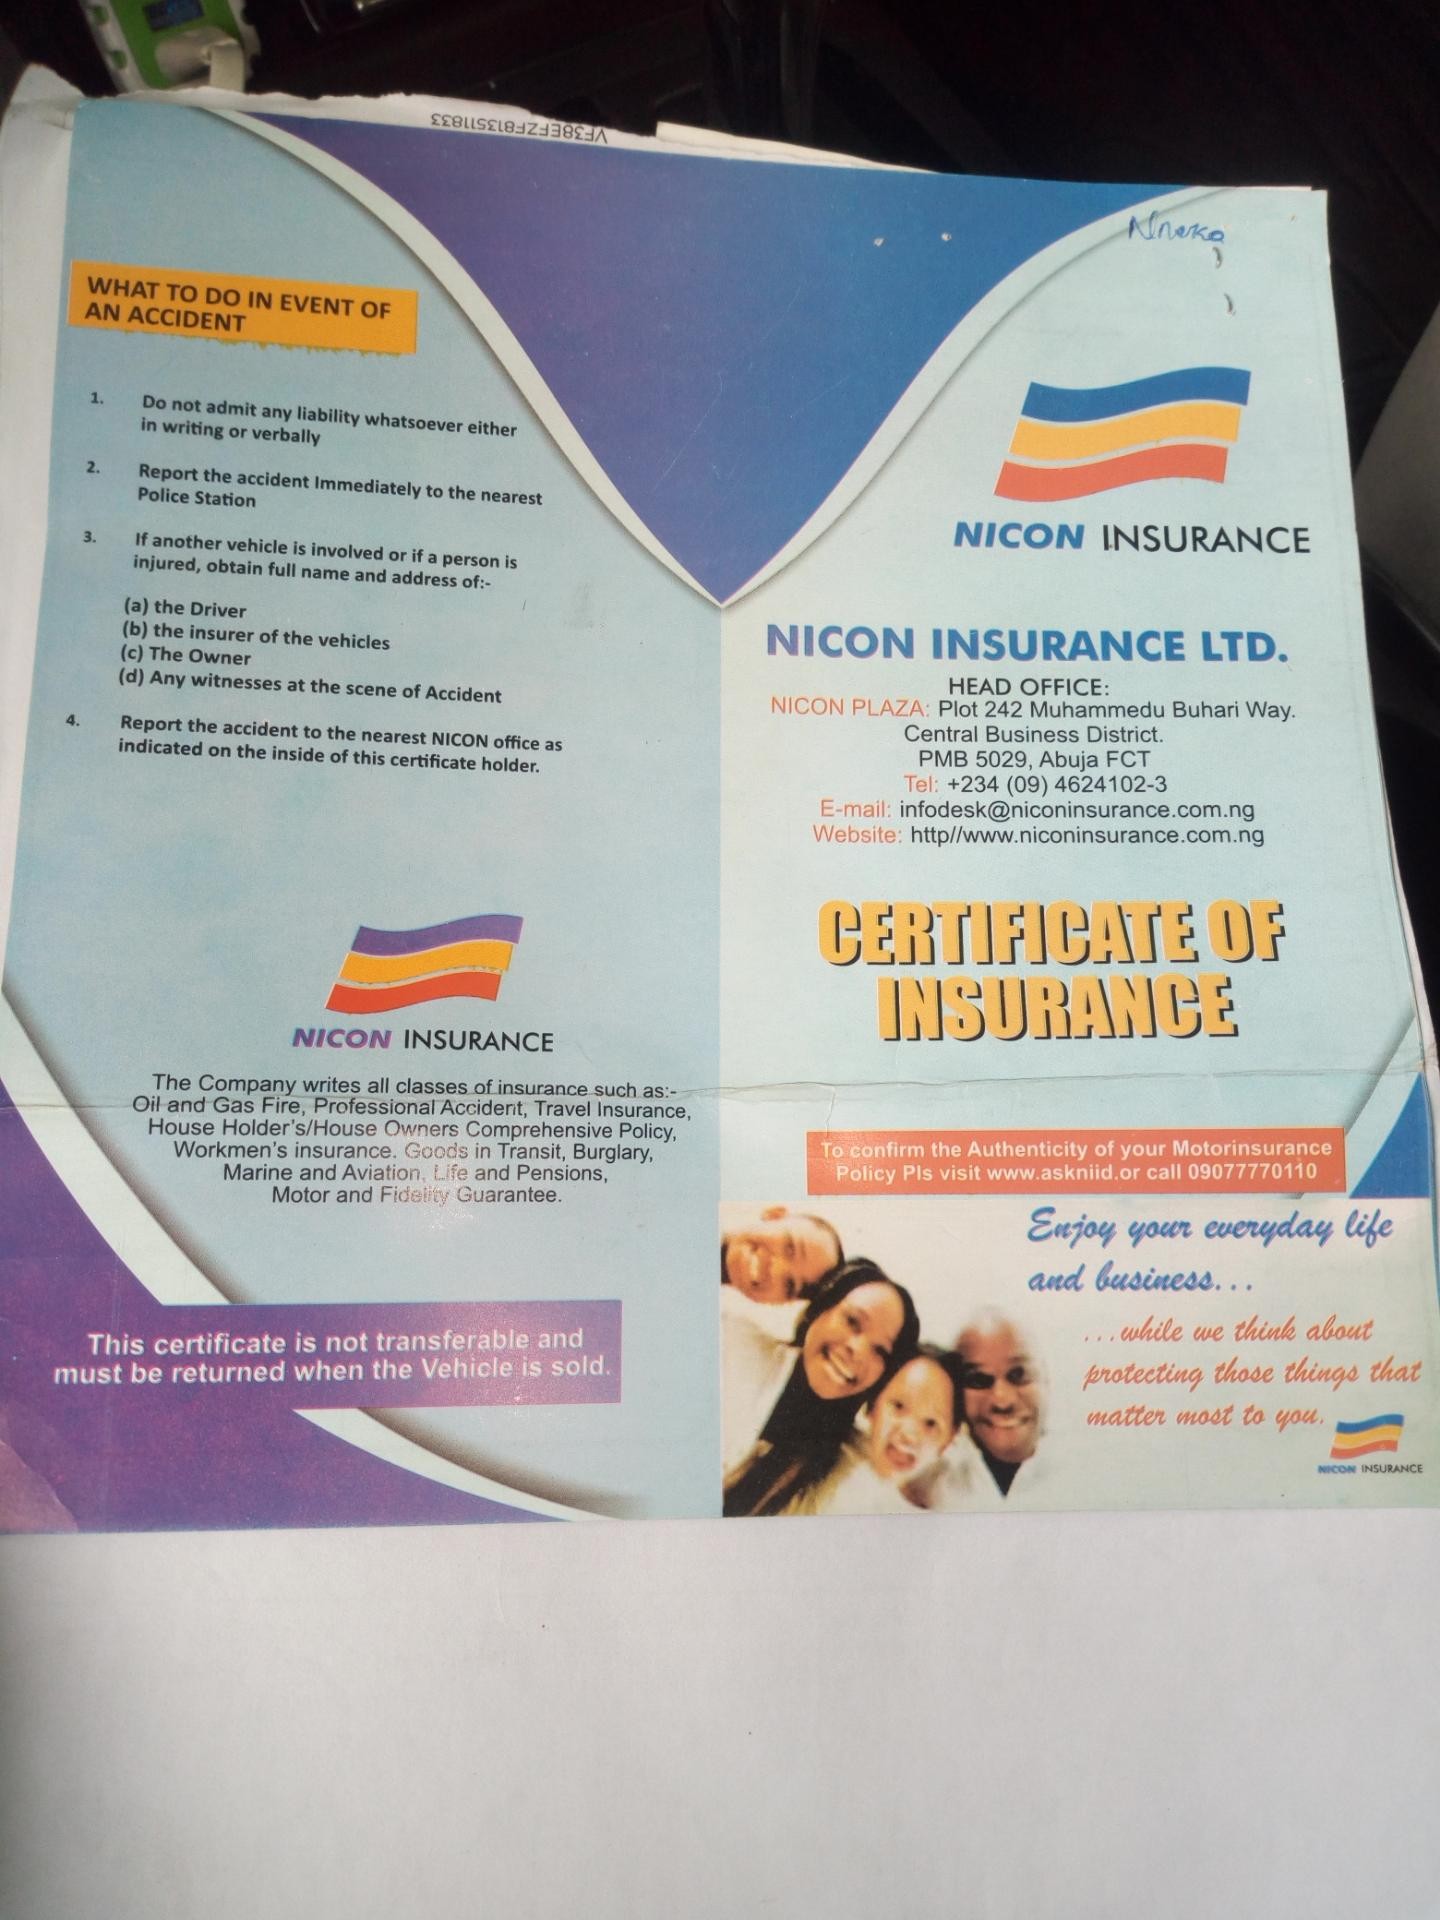 VF38EFZFZ81351833
WHAT TO DO IN EVENT OF
AN ACCIDENT
1. Do not admit any liability whatsoever either
in writing or verbally
2. Report the accident Immediately to the nearest
Police Station
3. If another vehicle is involved or if a person is
injured, obtain full name and address of:-
(a) the Driver
(b) the insurer of the vehicles
(c) The Owner
(d) Any witnesses at the scene of Accident
4. Report the accident to the nearest NICON office as
indicated on the inside of this certificate holder.
NICON INSURANCE
The Company writes all classes of insurance such as:-
Oil and Gas Fire, Professional Accident, Travel Insurance,
House Holder's/House Owners Comprehensive Policy,
Workmen's insurance. Goods in Transit, Burglary,
Marine and Aviation, Life and Pensions,
Motor and Fidelity Guarantee.
This certificate is not transferable and
must be returned when the Vehicle is sold.
NICON INSURANCE
NICON INSURANCE LTD.
HEAD OFFICE:
NICON PLAZA: Plot 242 Muhammedu Buhari Way.
Central Business District.
PMB 5029, Abuja FCT
Tel: +234 (09) 4624102-3
E-mail: infodesk@niconinsurance.com.ng
Website: http//www.niconinsurance.com.ng
CERTIFICATE OF
INSURANCE
To confirm the Authenticity of your Motorinsurance
Policy Pls visit www.askniid.or call 09077770110
Enjoy your everyday life
and business...
...while we think about
protecting those things that
matter most to you.
NICON INSURANCE